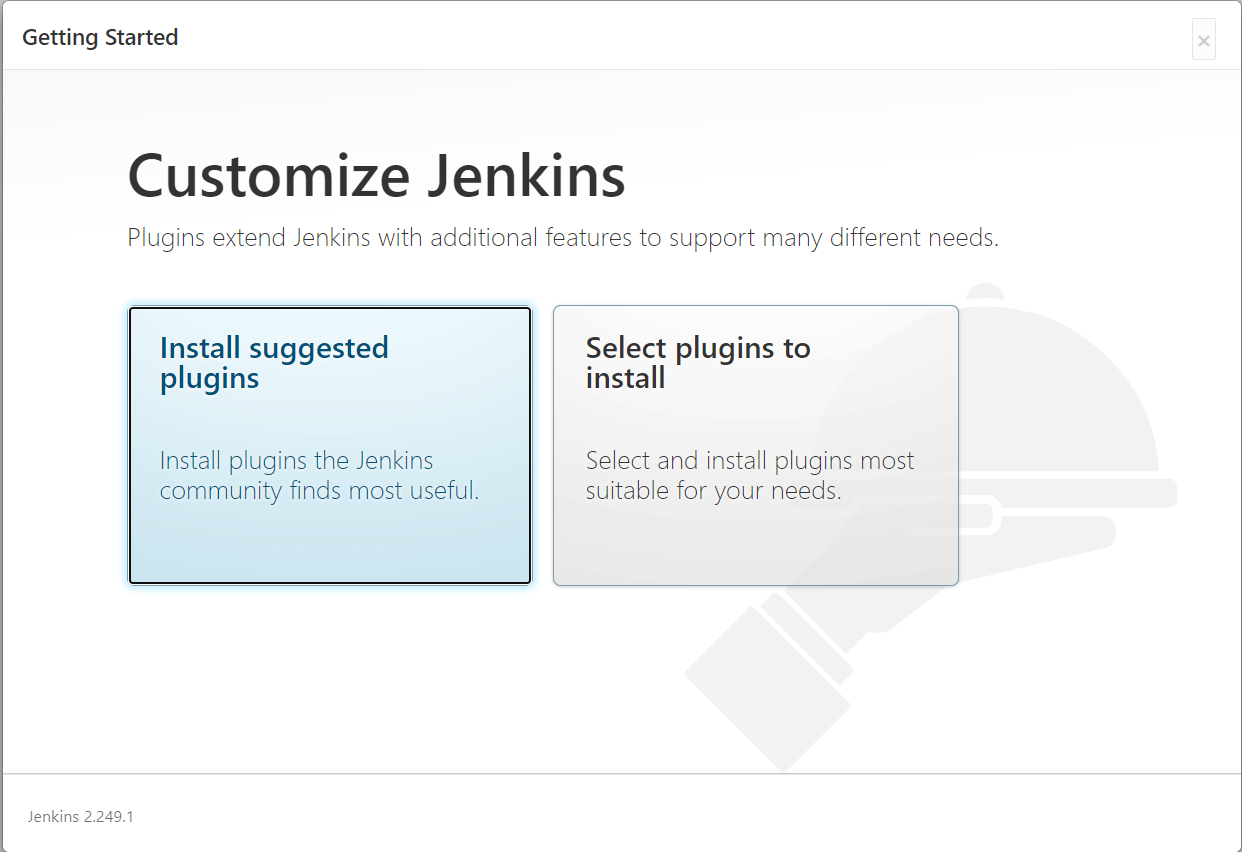 Getting Started
×
Customize Jenkins
Plugins extend Jenkins with additional features to support many different needs.
Install suggested
plugins
Install plugins the Jenkins
community finds most useful.
Select plugins to
install
Select and install plugins most
suitable for your needs.
Jenkins 2.249.1